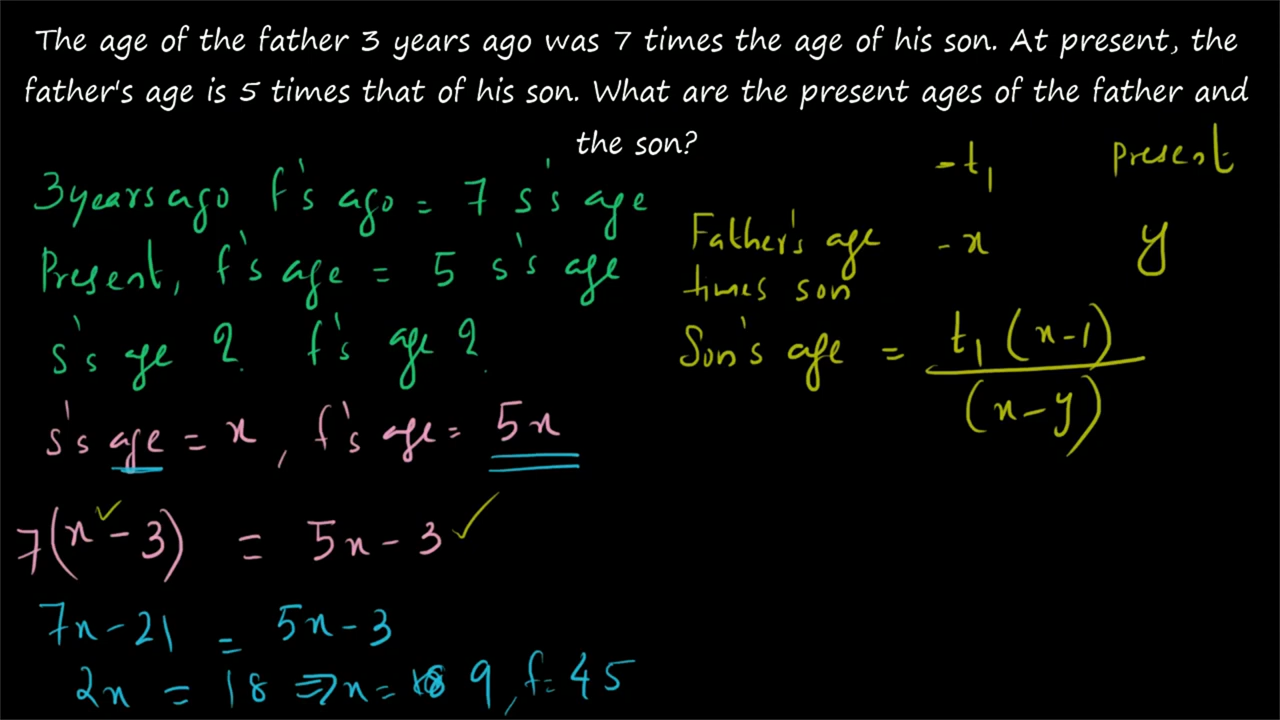 The age of the father 3 years ago was 7 times the age of his son. At present, the
father's age is 5 times that of his son. What are the present ages of the father and
the son?
3 years ago f's ago = 7 s's age
Present, f's age = 5 s's age
s's age ? f's age ?
s's age = x, f's age = 5x
7(x - 3) = 5x - 3
7x - 21 = 5x - 3
2x = 18 ⇒ x = 9, f = 45
-t₁ present
Father's age - x y
times son
Son's age = t₁ (x-1)
(x-y)